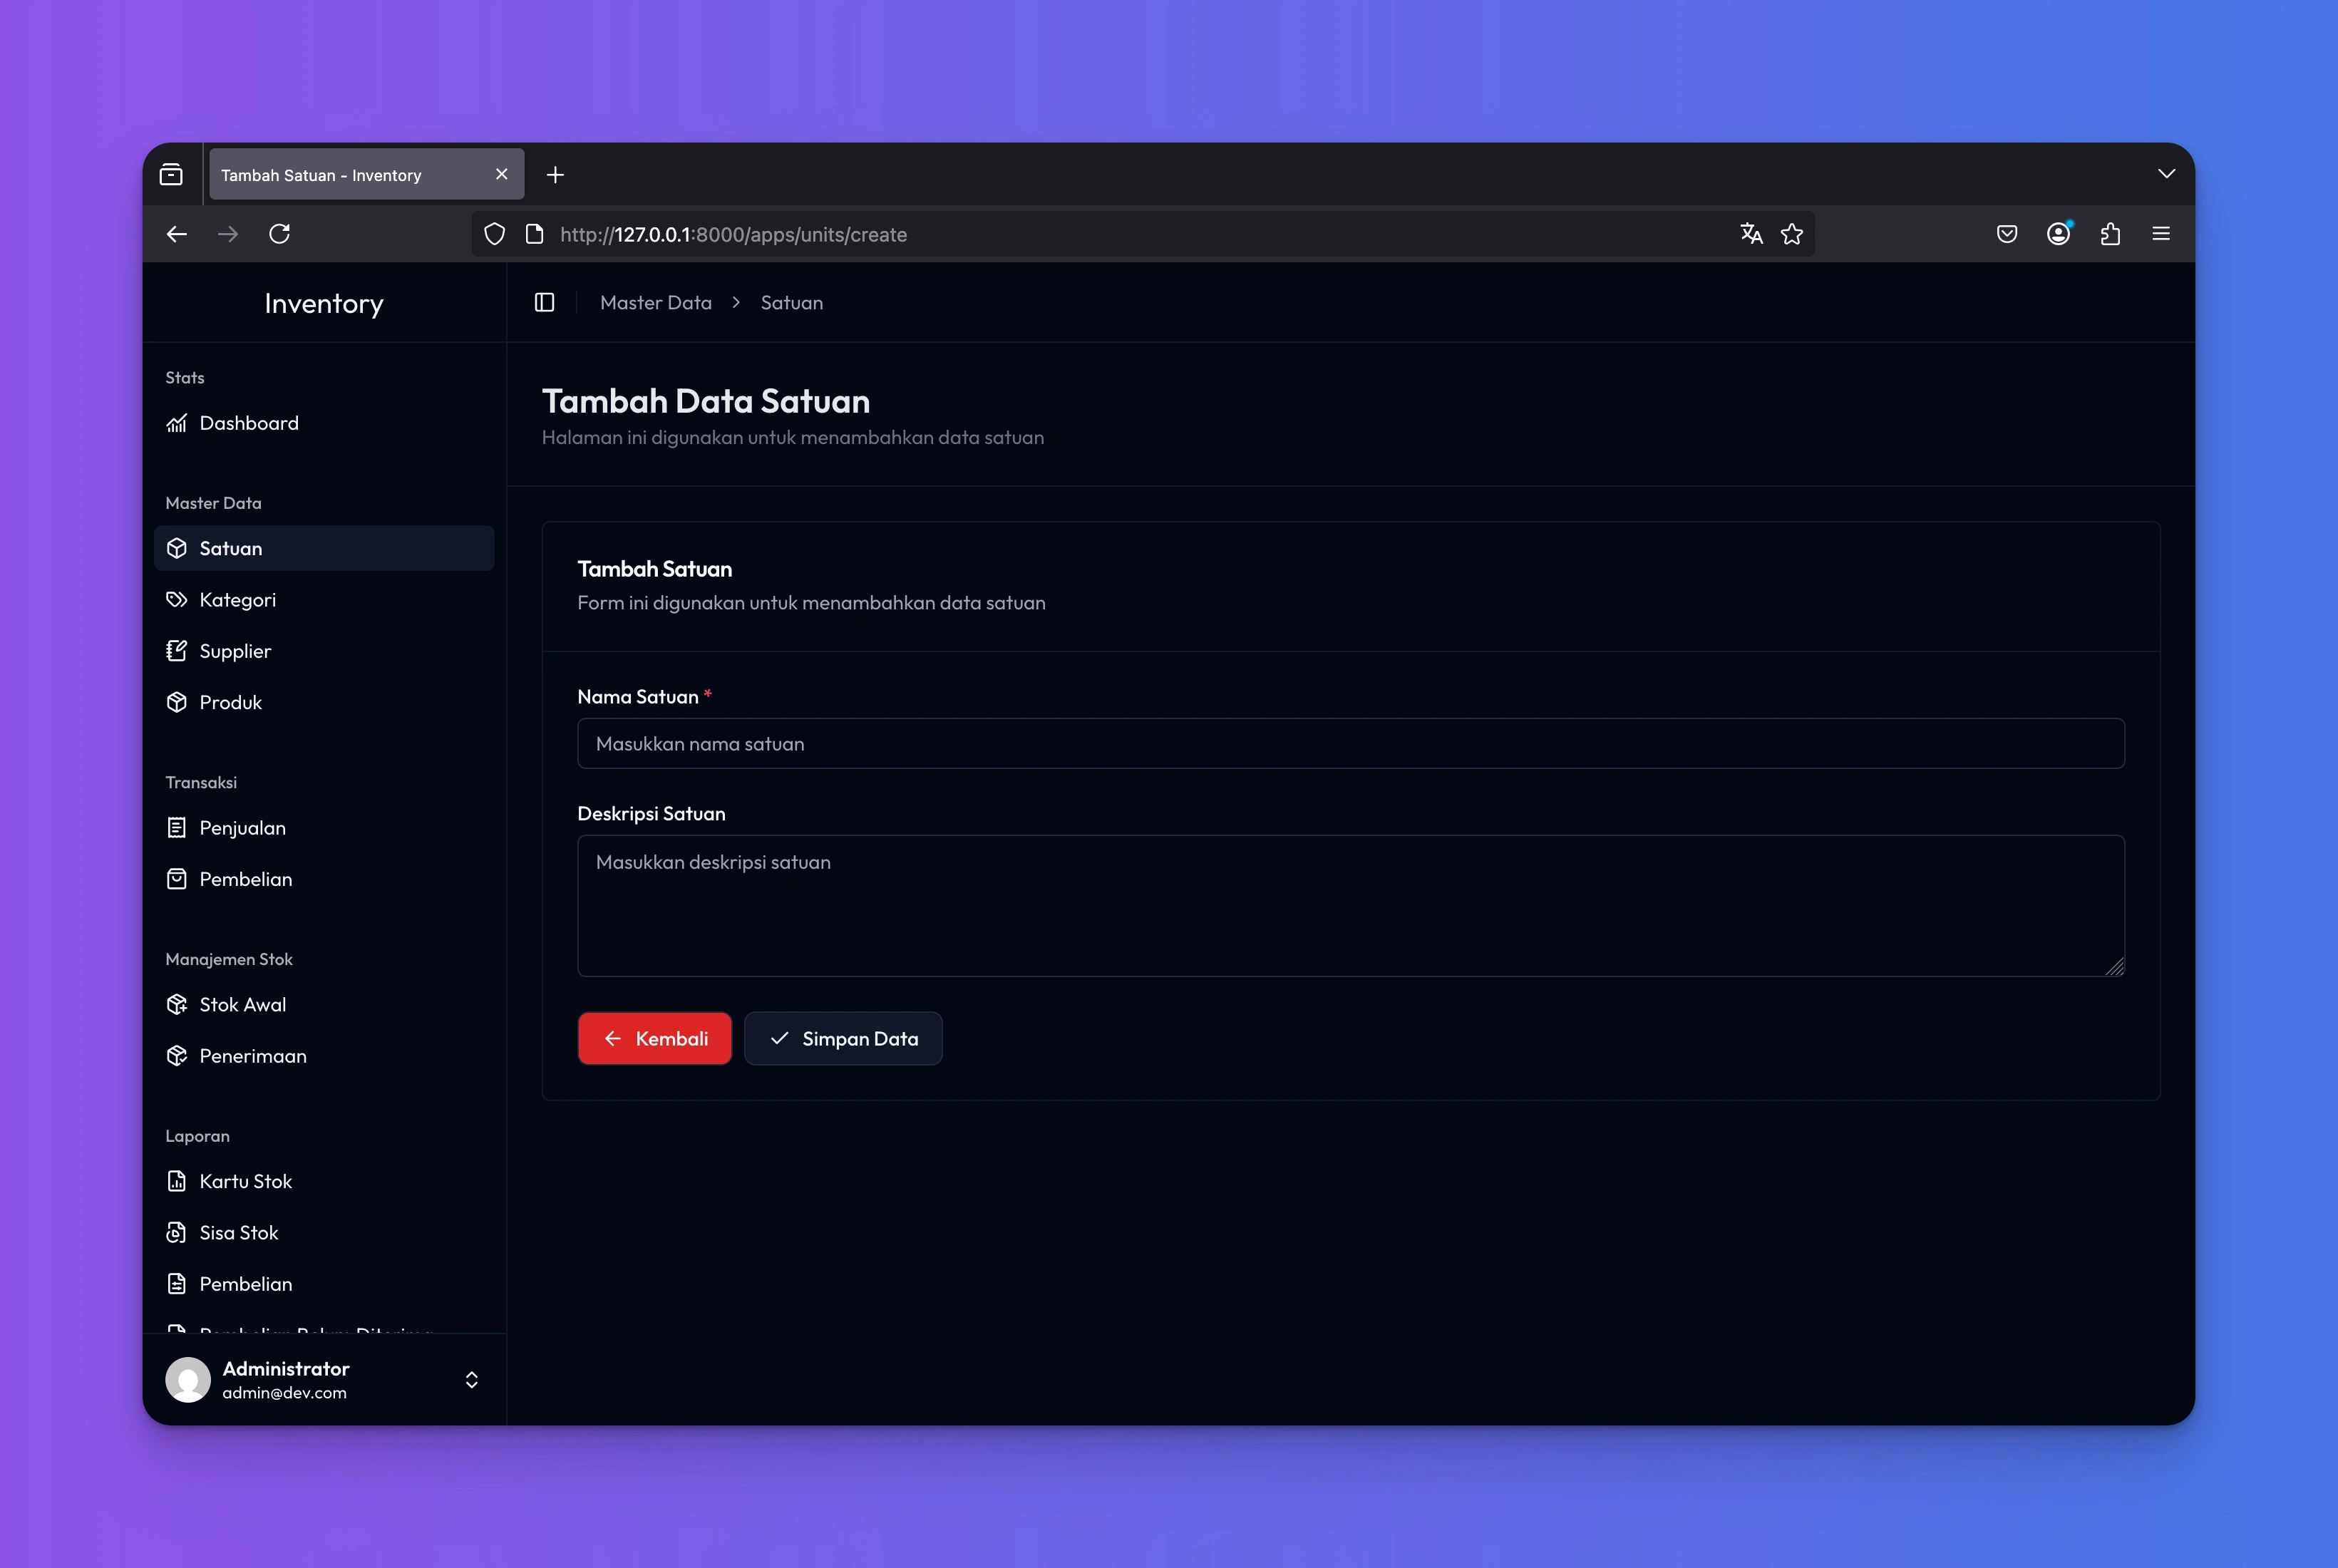 Tambah Satuan - Inventory
http://127.0.0.1:8000/apps/units/create
Inventory
Master Data > Satuan
Stats
Dashboard
Master Data
Satuan
Kategori
Supplier
Produk
Transaksi
Penjualan
Pembelian
Manajemen Stok
Stok Awal
Penerimaan
Laporan
Kartu Stok
Sisa Stok
Pembelian
Administrator
admin@dev.com
Tambah Data Satuan
Halaman ini digunakan untuk menambahkan data satuan
Tambah Satuan
Form ini digunakan untuk menambahkan data satuan
Nama Satuan *
Masukkan nama satuan
Deskripsi Satuan
Masukkan deskripsi satuan
Kembali
Simpan Data